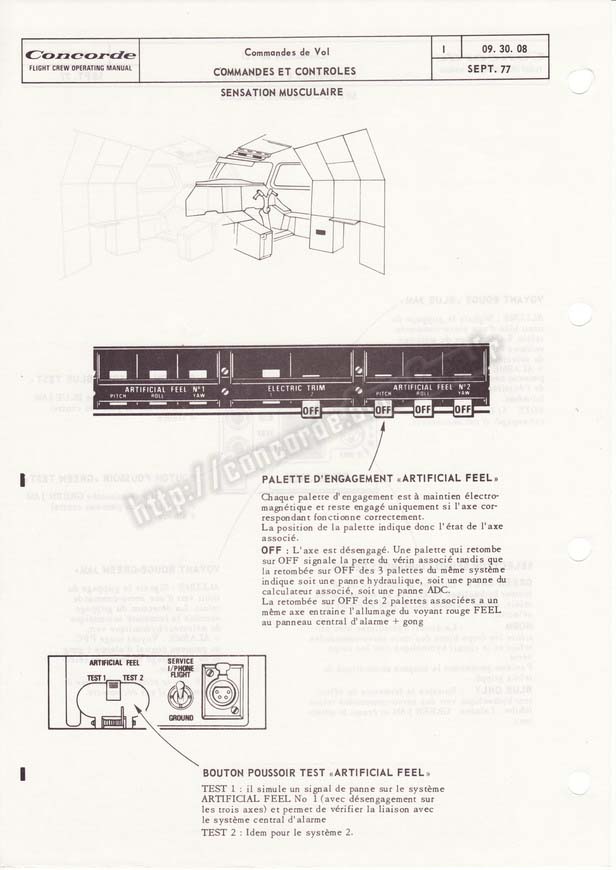 Concorde
FLIGHT CREW OPERATING MANUAL
Commandes de Vol
COMMANDES ET CONTROLES
I
09. 30. 08
SEPT. 77
SENSATION MUSCULAIRE
ARTIFICIAL FEEL Nº1
PITCH ROLL YAW
ELECTRIC TRIM
1 2
ARTIFICIAL FEEL Nº2
PITCH ROLL YAW
OFF OFF OFF OFF
PALETTE D'ENGAGEMENT «ARTIFICIAL FEEL»
Chaque palette d'engagement est à maintien électro-
magnétique et reste engagé uniquement si l'axe cor-
respondant fonctionne correctement.
La position de la palette indique donc l'état de l'axe
associé.
OFF : L'axe est désengagé. Une palette qui retombe
sur OFF signale la perte du vérin associé tandis que
la retombée sur OFF des 3 palettes du même système
indique soit une panne hydraulique, soit une panne du
calculateur associé, soit une panne ADC.
La retombée sur OFF des 2 palettes associées a un
même axe entraine l'allumage du voyant rouge FEEL
au panneau central d'alarme + gong
ARTIFICIAL FEEL
TEST 1 TEST 2
SERVICE
I/PHONE
FLIGHT
GROUND
BOUTON POUSSOIR TEST «ARTIFICIAL FEEL»
TEST 1 : il simule un signal de panne sur le système
ARTIFICIAL FEEL No 1 (avec désengagement sur
les trois axes) et permet de vérifier la liaison avec
le système central d'alarme
TEST 2 : Idem pour le système 2.